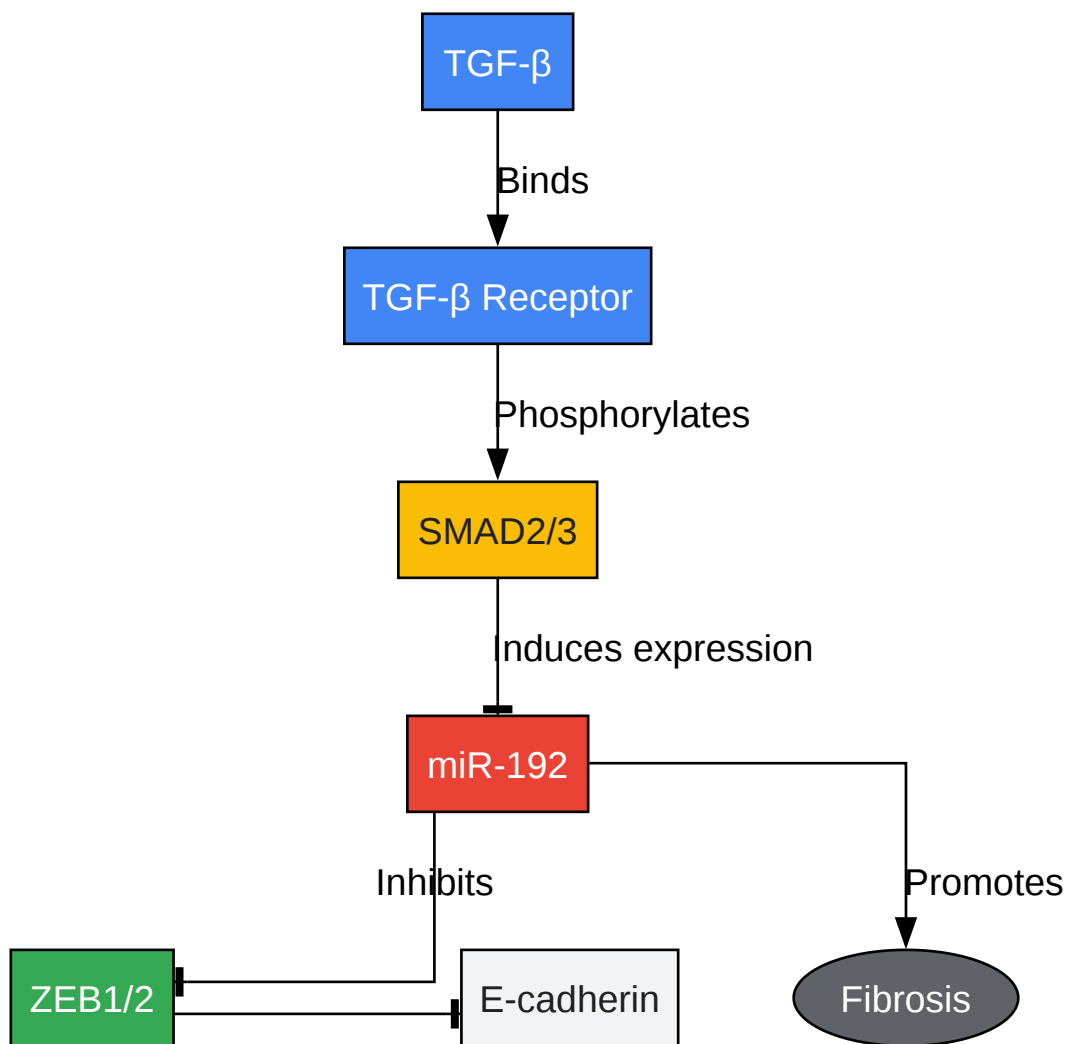 TGF-β
Binds
TGF-β Receptor
Phosphorylates
SMAD2/3
Induces expression
miR-192
Inhibits
Promotes
ZEB1/2
E-cadherin
Fibrosis